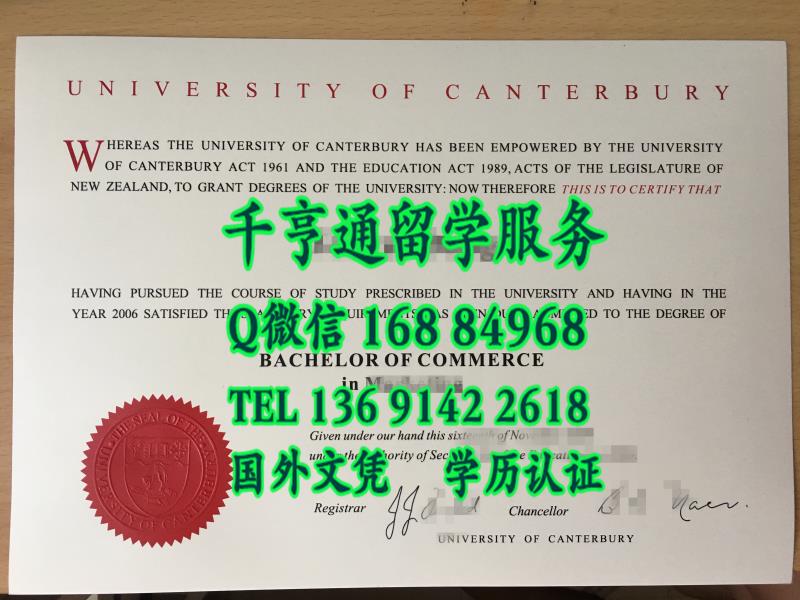 UNIVERSITY OF CANTERBURY
WHEREAS THE UNIVERSITY OF CANTERBURY HAS BEEN EMPOWERED BY THE UNIVERSITY
OF CANTERBURY ACT 1961 AND THE EDUCATION ACT 1989, ACTS OF THE LEGISLATURE OF
NEW ZEALAND, TO GRANT DEGREES OF THE UNIVERSITY: NOW THEREFORE THIS IS TO CERTIFY THAT
千亨通留学服务
HAVING PURSUED THE COURSE OF STUDY PRESCRIBED IN THE UNIVERSITY AND HAVING IN THE
YEAR 2006 SATISFIED TO THE DEGREE OF
Q微信 168 84968
BACHELOR OF COMMERCE
in
TEL 136 9142 2618
Given under our hand this
国外文凭 学历认证
Registrar Chancellor
UNIVERSITY OF CANTERBURY